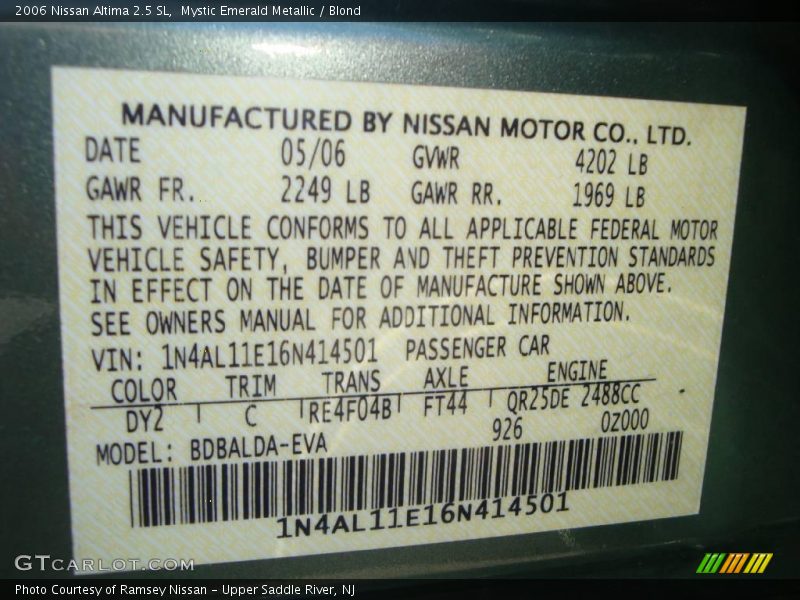 2006 Nissan Altima 2.5 SL, Mystic Emerald Metallic / Blond
MANUFACTURED BY NISSAN MOTOR CO., LTD.
DATE 05/06 GVWR 4202 LB
GAWR FR. 2249 LB GAWR RR. 1969 LB
THIS VEHICLE CONFORMS TO ALL APPLICABLE FEDERAL MOTOR
VEHICLE SAFETY, BUMPER AND THEFT PREVENTION STANDARDS
IN EFFECT ON THE DATE OF MANUFACTURE SHOWN ABOVE.
SEE OWNERS MANUAL FOR ADDITIONAL INFORMATION.
VIN: 1N4AL11E16N414501 PASSENGER CAR
COLOR TRIM TRANS AXLE ENGINE
DY2 C RE4F04B FT44 QR25DE 2488CC
926 0Z000
MODEL: BDBALDA-EVA
1N4AL11E16N414501
GTCARLOT.COM
Photo Courtesy of Ramsey Nissan - Upper Saddle River, NJ